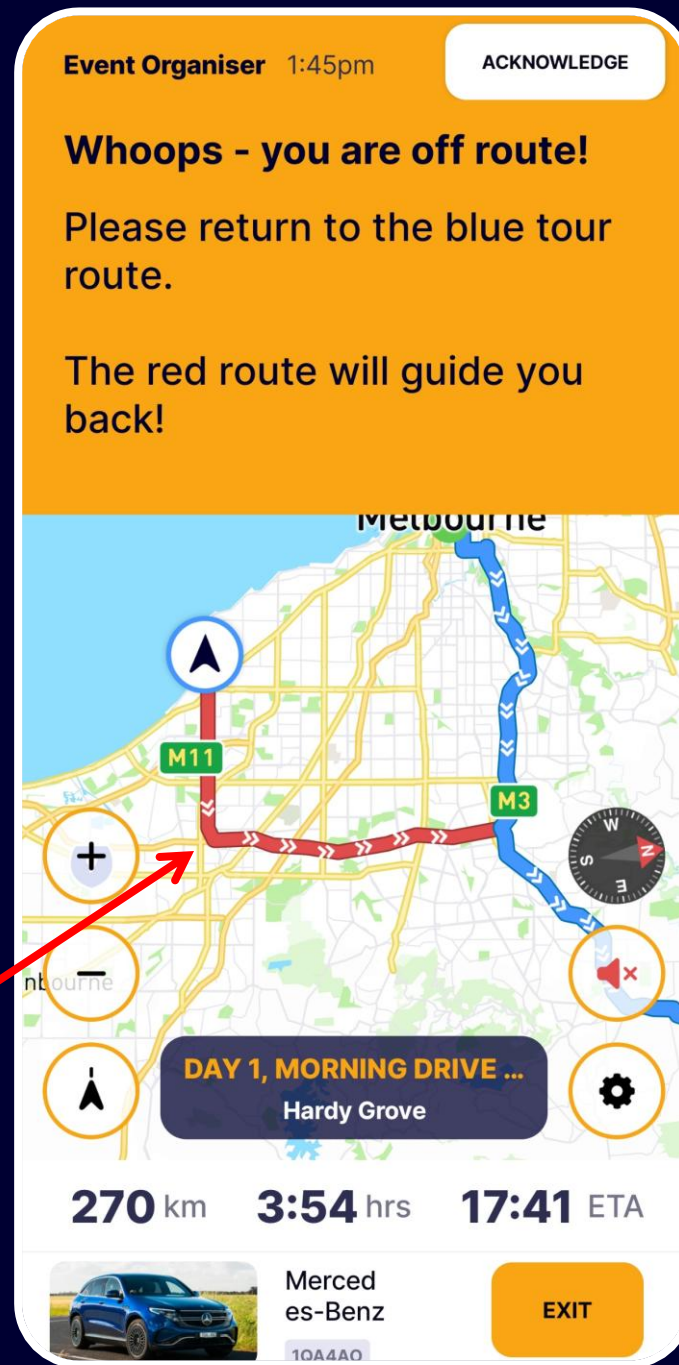 Event Organiser 1:45pm ACKNOWLEDGE
Whoops - you are off route!
Please return to the blue tour
route.
The red route will guide you
back!
Melbourne
M11
M3
W
N
S
E
nbourne
DAY 1, MORNING DRIVE ...
Hardy Grove
270 km 3:54 hrs 17:41 ETA
Merced
es-Benz
EXIT